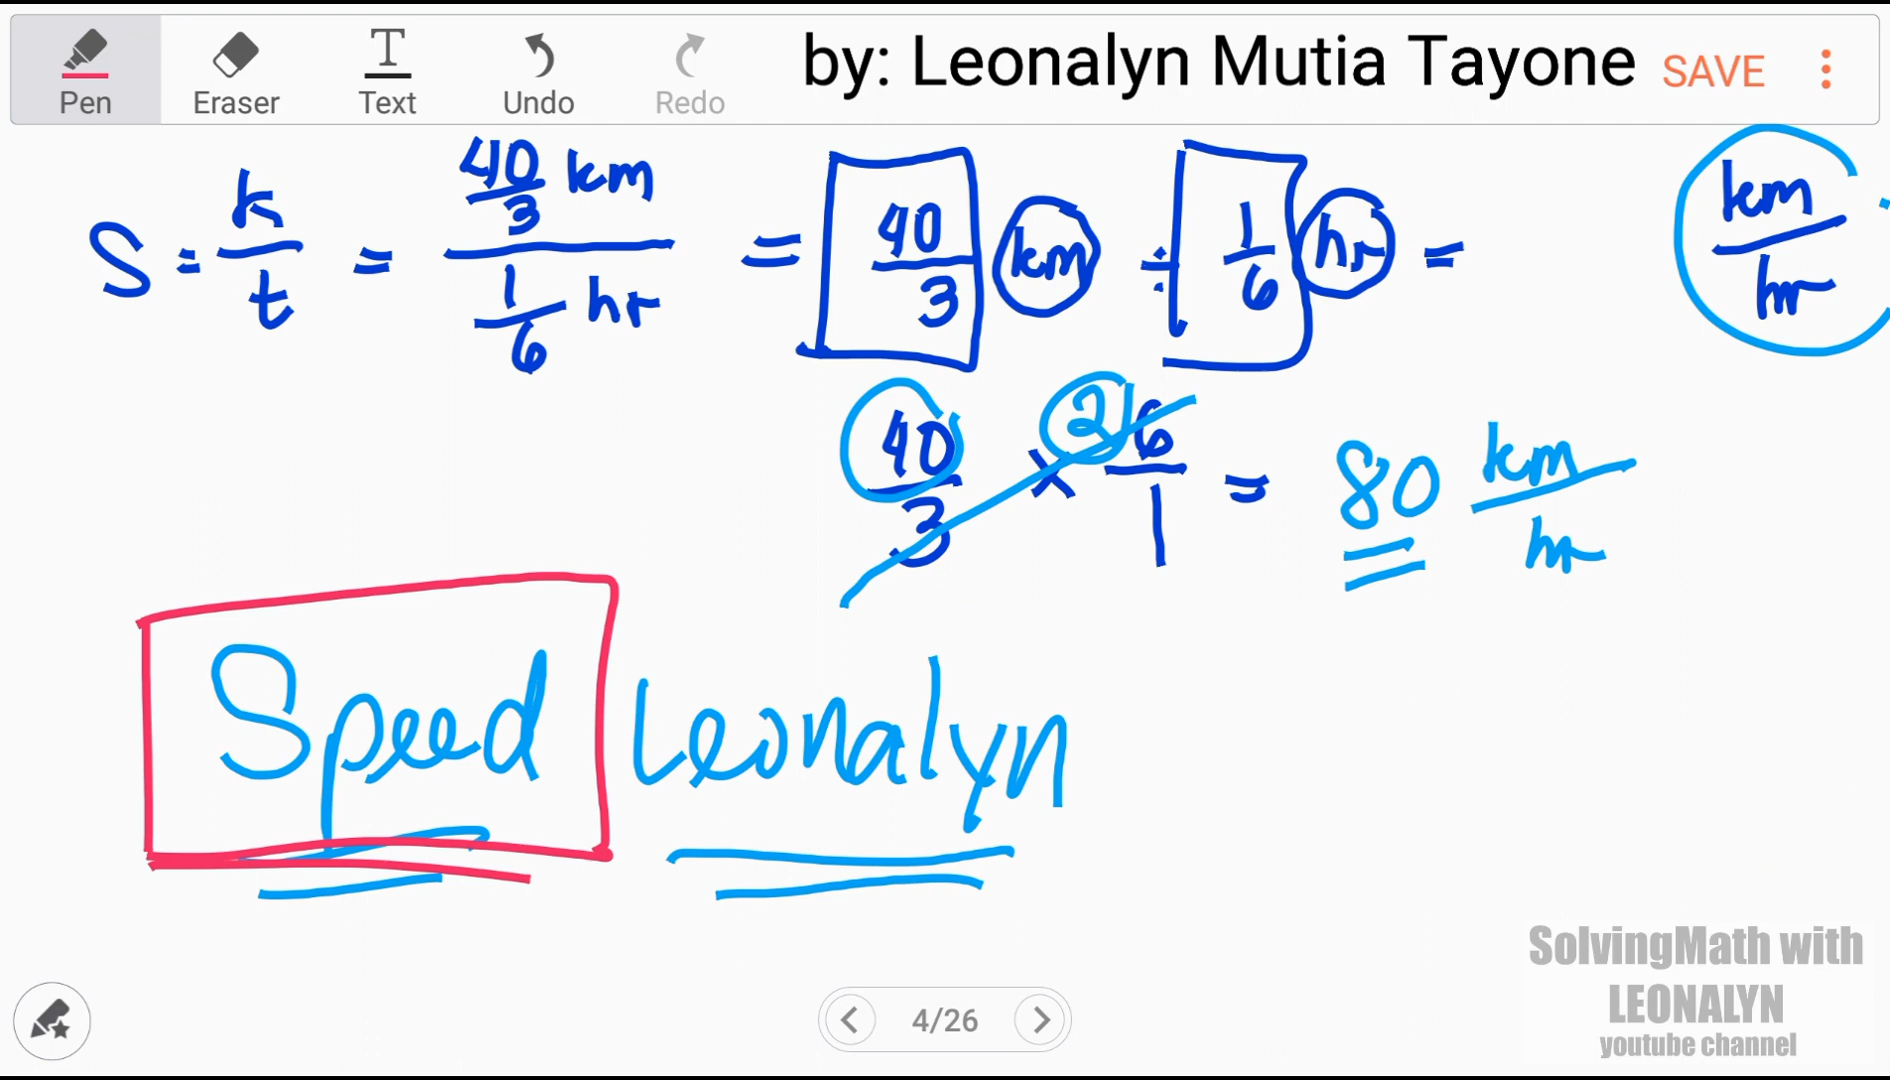 by: Leonalyn Mutia Tayone
SAVE
Pen Eraser Text Undo Redo
S = k/t = (40/3 km)/(1/6 hr) = 40/3 km ÷ 1/6 hr = km/hr
40/3 × 2 6/1 = 80 km/hr
Speed Leonalyn
4/26
SolvingMath with
LEONALYN
youtube channel